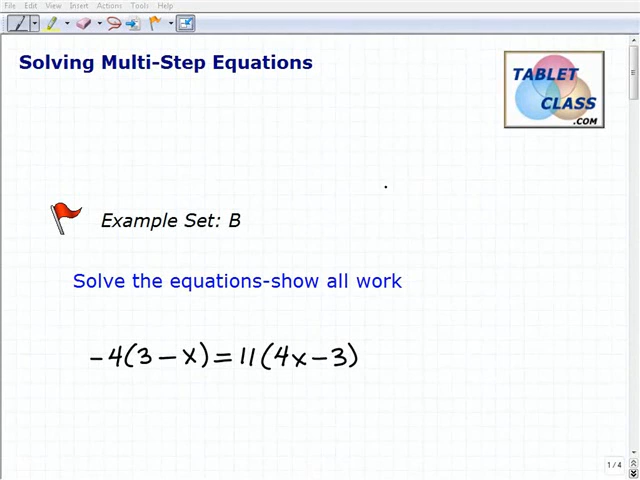 File Edit View Insert Actions Tools Help
Solving Multi-Step Equations
TABLET
CLASS
.COM
Example Set: B
Solve the equations-show all work
-4(3-x)=11(4x-3)
1/4